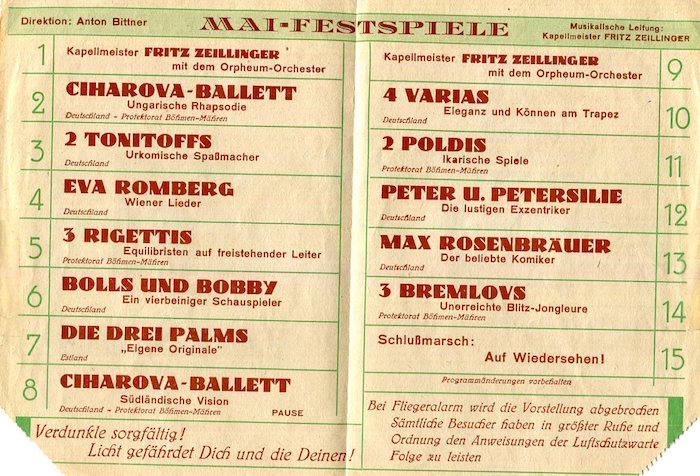 Direktion: Anton Bittner
MAI-FESTSPIELE
Musikalische Leitung:
Kapellmeister FRITZ ZEILLINGER
1
Kapellmeister FRITZ ZEILLINGER
mit dem Orpheum-Orchester
2
CIHAROVA-BALLETT
Ungarische Rhapsodie
Deutschland - Protektorat Böhmen-Mähren
3
2 TONITOFFS
Urkomische Spaßmacher
Deutschland
4
EVA ROMBERG
Wiener Lieder
Deutschland
5
3 RIGETTIS
Equilibristen auf freistehender Leiter
Protektorat Böhmen-Mähren
6
BOLLS UND BOBBY
Ein vierbeiniger Schauspieler
Deutschland
7
DIE DREI PALMS
„Eigene Originale"
Estland
8
CIHAROVA-BALLETT
Südländische Vision
Deutschland - Protektorat Böhmen-Mähren
PAUSE
Verdunkle sorgfältig!
Licht gefährdet Dich und die Deinen!
Kapellmeister FRITZ ZEILLINGER
mit dem Orpheum-Orchester
9
4 VARIAS
Eleganz und Können am Trapez
Deutschland
10
2 POLDIS
Ikarische Spiele
Protektorat Böhmen-Mähren
11
PETER U. PETERSILIE
Die lustigen Exzentriker
Deutschland
12
MAX ROSENBRÄUER
Der beliebte Komiker
Deutschland
13
3 BREMLOVS
Unerreichte Blitz-Jongleure
Protektorat Böhmen-Mähren
14
Schlußmarsch:
Auf Wiedersehen!
15
Programmänderungen vorbehalten
Bei Fliegeralarm wird die Vorstellung abgebrochen
Sämtliche Besucher haben in größter Ruhe und
Ordnung den Anweisungen der Luftschutzwarte
Folge zu leisten